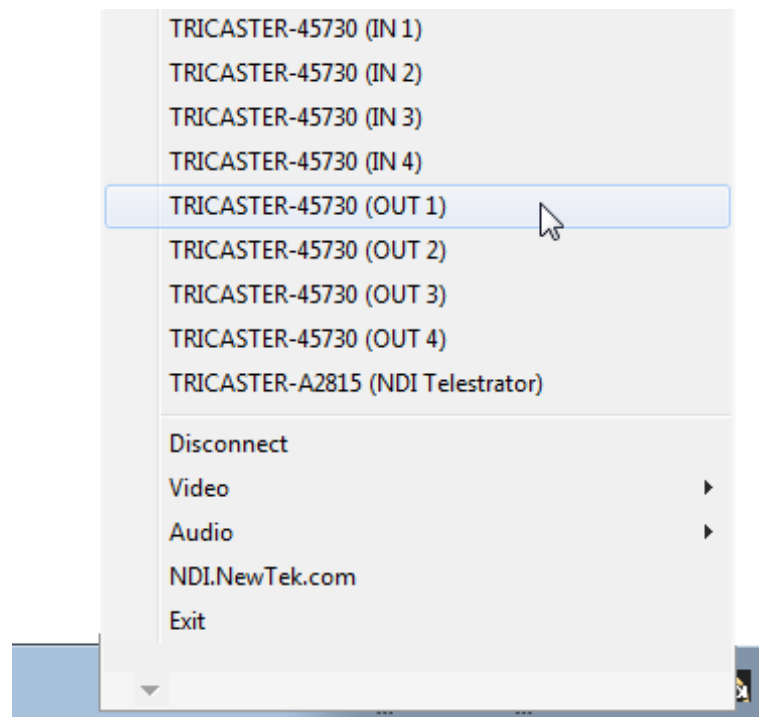 TRICASTER-45730 (IN 1)
TRICASTER-45730 (IN 2)
TRICASTER-45730 (IN 3)
TRICASTER-45730 (IN 4)
TRICASTER-45730 (OUT 1)
TRICASTER-45730 (OUT 2)
TRICASTER-45730 (OUT 3)
TRICASTER-45730 (OUT 4)
TRICASTER-A2815 (NDI Telestrator)
Disconnect
Video
Audio
NDI.NewTek.com
Exit